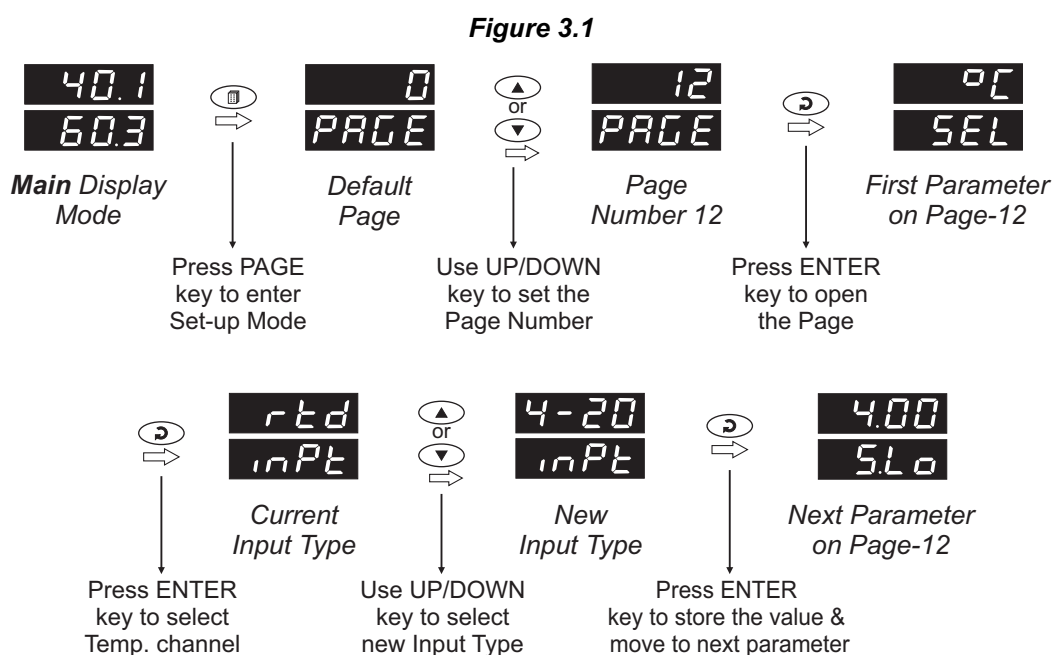 Figure 3.1
40.1
60.3
0
PAGE
or
12
PAGE
°C
SEL
Main Display
Mode
Default
Page
Page
Number 12
First Parameter
on Page-12
Press PAGE
key to enter
Set-up Mode
Use UP/DOWN
key to set the
Page Number
Press ENTER
key to open
the Page
rtd
inPt
or
4-20
inPt
4.00
S.Lo
Current
Input Type
New
Input Type
Next Parameter
on Page-12
Press ENTER
key to select
Temp. channel
Use UP/DOWN
key to select
new Input Type
Press ENTER
key to store the value &
move to next parameter